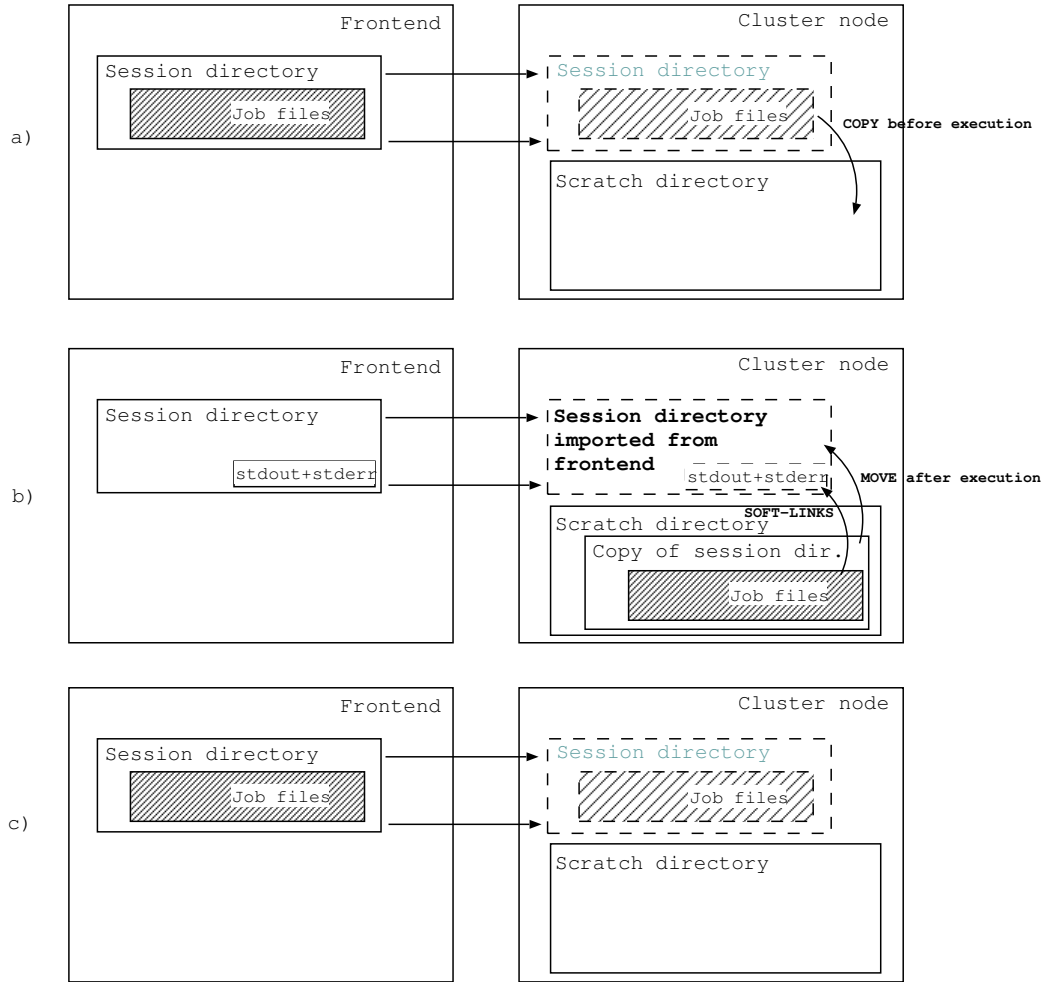 Frontend
Cluster node
Session directory
Session directory
Job files
Job files
COPY before execution
a)
Scratch directory
Frontend
Cluster node
Session directory
Session directory
imported from
frontend
stdout+stderr
stdout+stderr
MOVE after execution
b)
SOFT-LINKS
Scratch directory
Copy of session dir.
Job files
Frontend
Cluster node
Session directory
Session directory
Job files
Job files
c)
Scratch directory